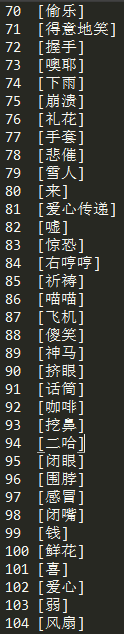 70 [偷乐]
71 [得意地笑]
72 [握手]
73 [噢耶]
74 [下雨]
75 [崩溃]
76 [礼花]
77 [手套]
78 [悲催]
79 [雪人]
80 [来]
81 [爱心传递]
82 [嘘]
83 [惊恐]
84 [右哼哼]
85 [祈祷]
86 [喵喵]
87 [飞机]
88 [傻笑]
89 [神马]
90 [挤眼]
91 [话筒]
92 [咖啡]
93 [挖鼻]
94 [二哈]
95 [闭眼]
96 [围脖]
97 [感冒]
98 [闭嘴]
99 [钱]
100 [鲜花]
101 [喜]
102 [爱心]
103 [弱]
104 [风扇]